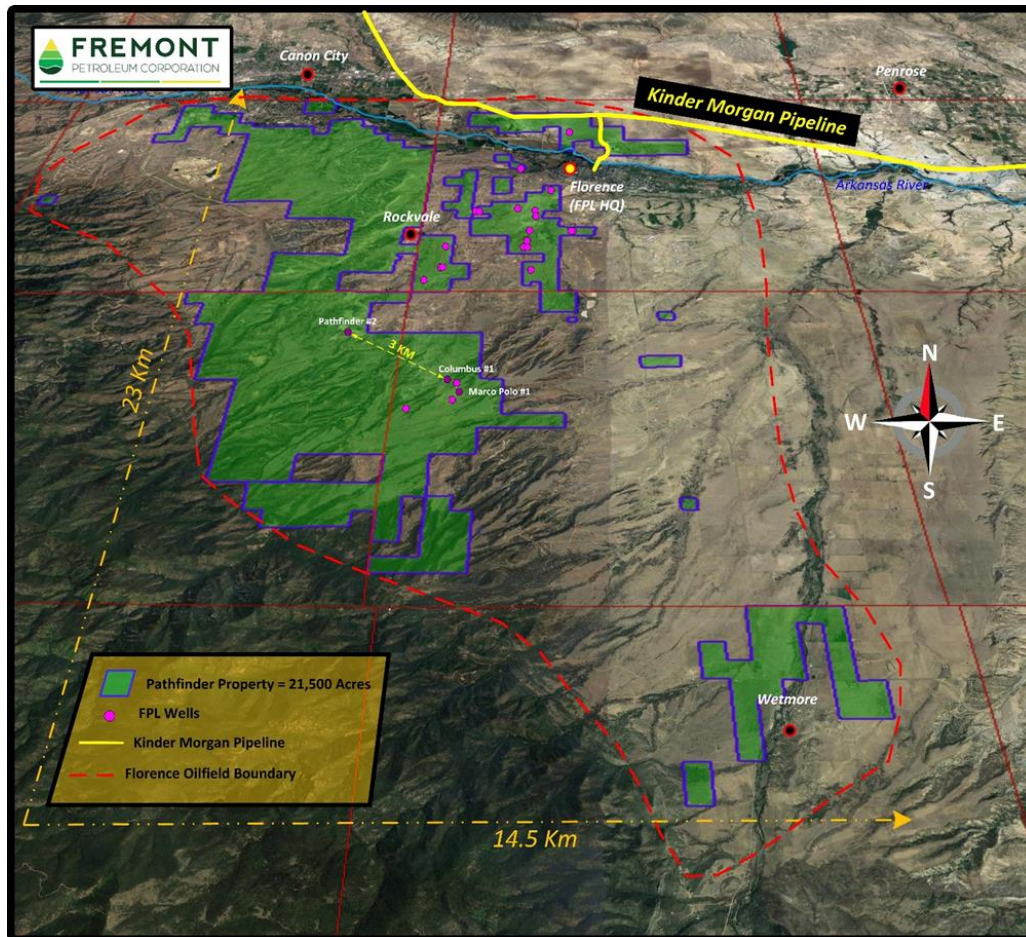 FREMONT
PETROLEUM CORPORATION
Canon City
Penrose
Kinder Morgan Pipeline
Arkansas River
Florence
(FPL HQ)
Rockvale
Pathfinder #2
3 KM
Columbus #1
Marco Polo #1
23 Km
N
W
E
S
Pathfinder Property = 21,500 Acres
FPL Wells
Kinder Morgan Pipeline
Florence Oilfield Boundary
Wetmore
14.5 Km